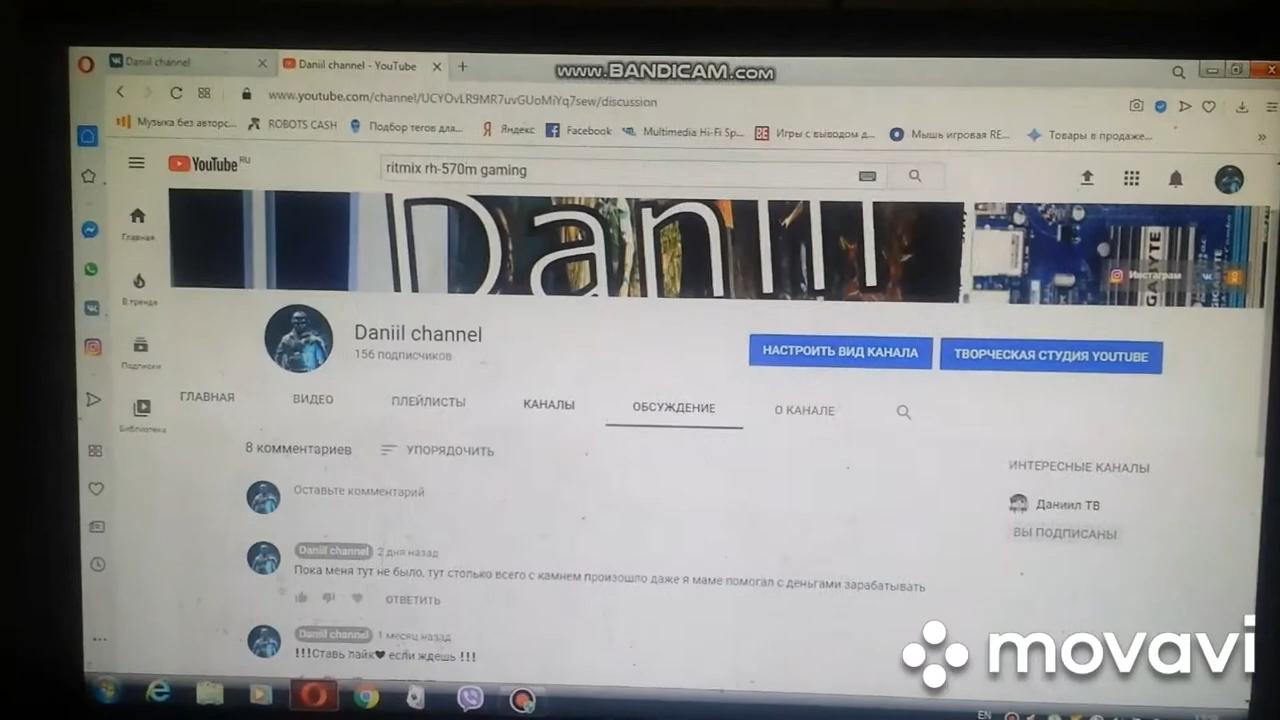 Daniil channel
Daniil channel - YouTube
www.BANDICAM.com
www.youtube.com/channel/UCYOvLR9MR7uvGUoMiYq7sew/discussion
Музыка без авторс...
ROBOTS CASH
Подбор тегов для...
Яндекс
Facebook
Multimedia Hi-Fi Sp...
Игры с выводом д...
Мышь игровая RE...
Товары в продаже...
YouTube RU
ritmix rh-570m gaming
Daniil
GIGABYTE
Инстаграм
Главная
В тренде
Подписки
Библиотека
Daniil channel
156 подписчиков
НАСТРОИТЬ ВИД КАНАЛА
ТВОРЧЕСКАЯ СТУДИЯ YOUTUBE
ГЛАВНАЯ
ВИДЕО
ПЛЕЙЛИСТЫ
КАНАЛЫ
ОБСУЖДЕНИЕ
О КАНАЛЕ
8 комментариев
УПОРЯДОЧИТЬ
ИНТЕРЕСНЫЕ КАНАЛЫ
Оставьте комментарий
Даниил ТВ
ВЫ ПОДПИСАНЫ
Daniil channel 2 дня назад
Пока меня тут не было, тут столько всего с камнем произошло даже я маме помогал с деньгами зарабатывать
ОТВЕТИТЬ
Daniil channel 1 месяц назад
!!!Ставь лайк❤ если ждешь !!!
movavi
EN